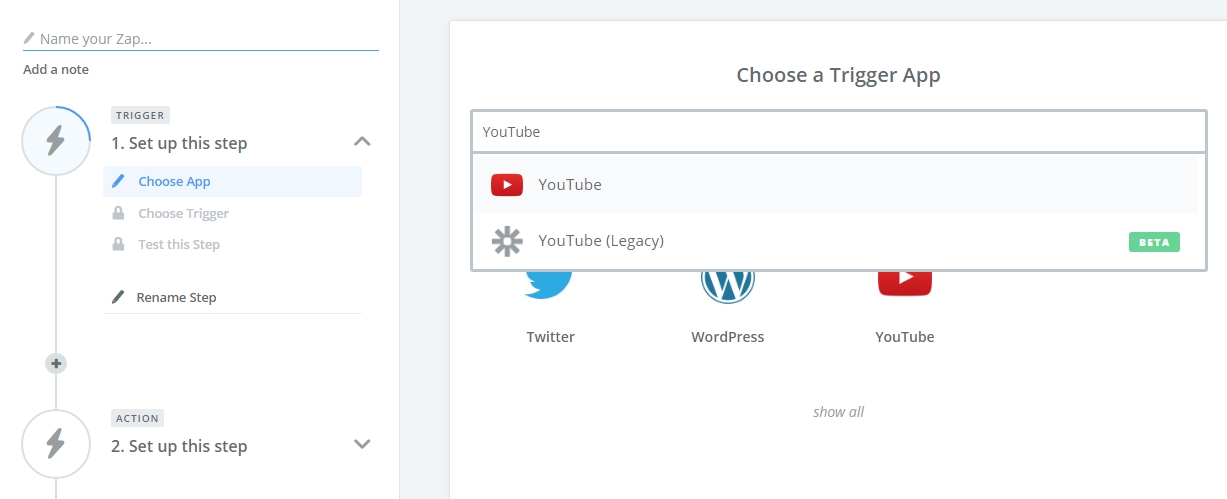 Name your Zap...
Add a note
TRIGGER
1. Set up this step
Choose App
Choose Trigger
Test this Step
Rename Step
ACTION
2. Set up this step
Choose a Trigger App
YouTube
YouTube
YouTube (Legacy) BETA
Twitter WordPress YouTube
show all